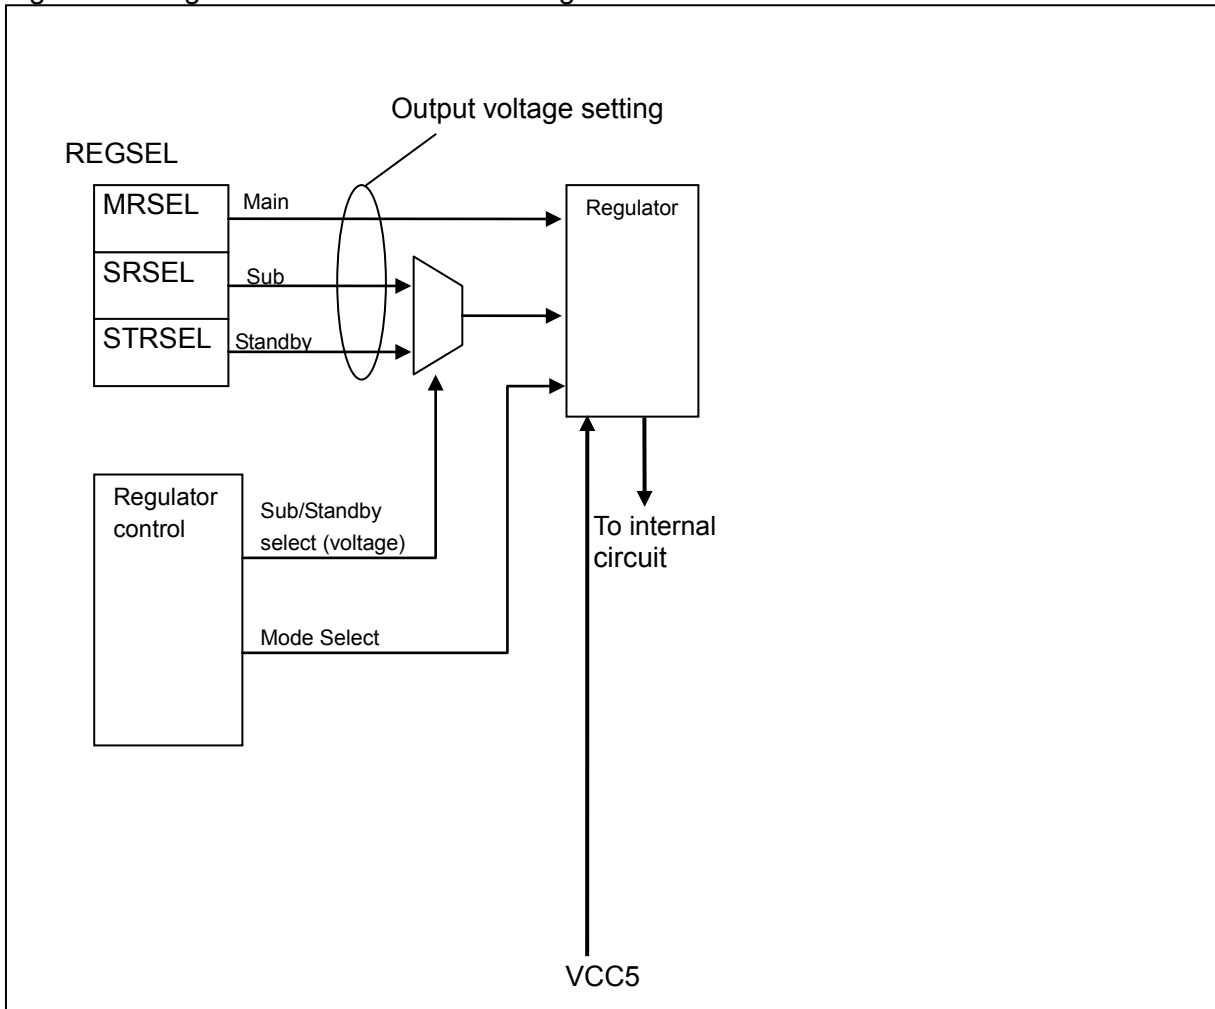 Output voltage setting
REGSEL
MRSEL
Main
Regulator
SRSEL
Sub
STRSEL
Standby
Regulator
control
Sub/Standby
select (voltage)
To internal
circuit
Mode Select
VCC5